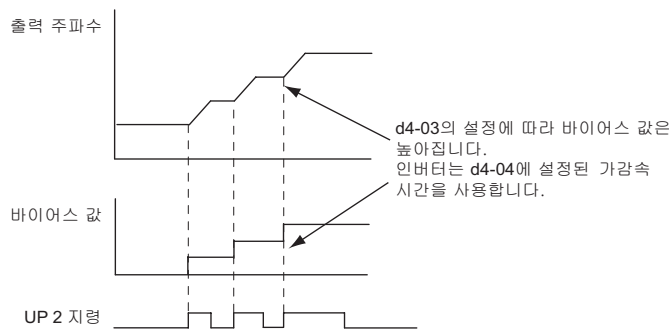 출력 주파수
d4-03의 설정에 따라 바이어스 값은
높아집니다.
인버터는 d4-04에 설정된 가감속
시간을 사용합니다.
바이어스 값
UP 2 지령